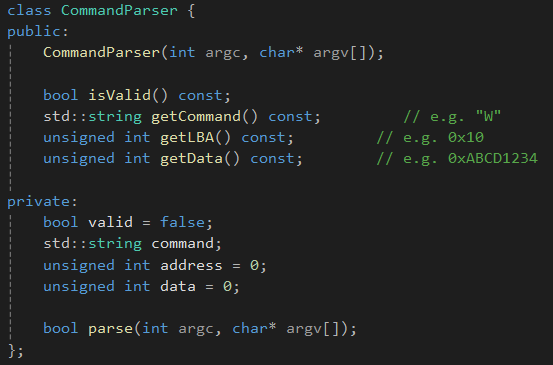 class CommandParser {
public:
    CommandParser(int argc, char* argv[]);

    bool isValid() const;
    std::string getCommand() const;         // e.g. "W"
    unsigned int getLBA() const;         // e.g. 0x10
    unsigned int getData() const;        // e.g. 0xABCD1234

private:
    bool valid = false;
    std::string command;
    unsigned int address = 0;
    unsigned int data = 0;

    bool parse(int argc, char* argv[]);
};